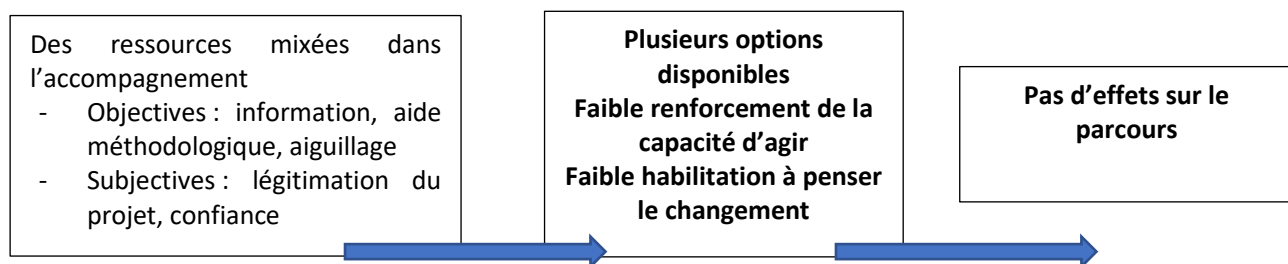 Des ressources mixées dans
l’accompagnement
- Objectives : information, aide
méthodologique, aiguillage
- Subjectives : légitimation du
projet, confiance
Plusieurs options
disponibles
Faible renforcement de la
capacité d’agir
Faible habilitation à penser
le changement
Pas d’effets sur le
parcours